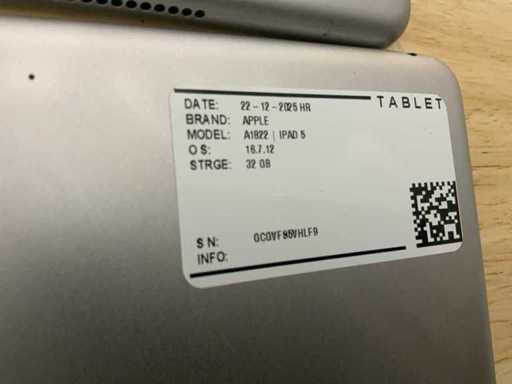 TABLET
DATE: 22-12-2025 HR
BRAND: APPLE
MODEL: A1822 | IPAD 5
OS: 16.7.12
STRGE: 32 GB
SN:
INFO: